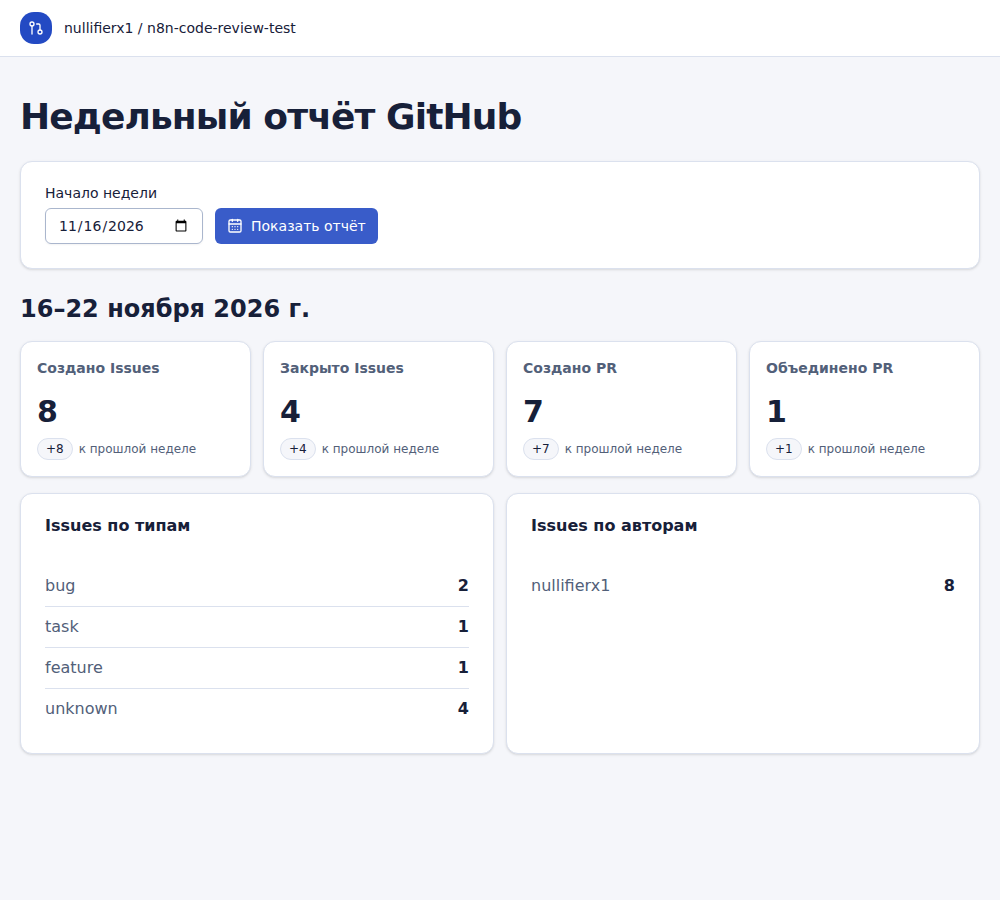 nullifierx1 / n8n-code-review-test
Недельный отчёт GitHub
Начало недели
11/16/2026
Показать отчёт
16–22 ноября 2026 г.
Создано Issues
8
+8 к прошлой неделе
Закрыто Issues
4
+4 к прошлой неделе
Создано PR
7
+7 к прошлой неделе
Объединено PR
1
+1 к прошлой неделе
Issues по типам
bug 2
task 1
feature 1
unknown 4
Issues по авторам
nullifierx1 8